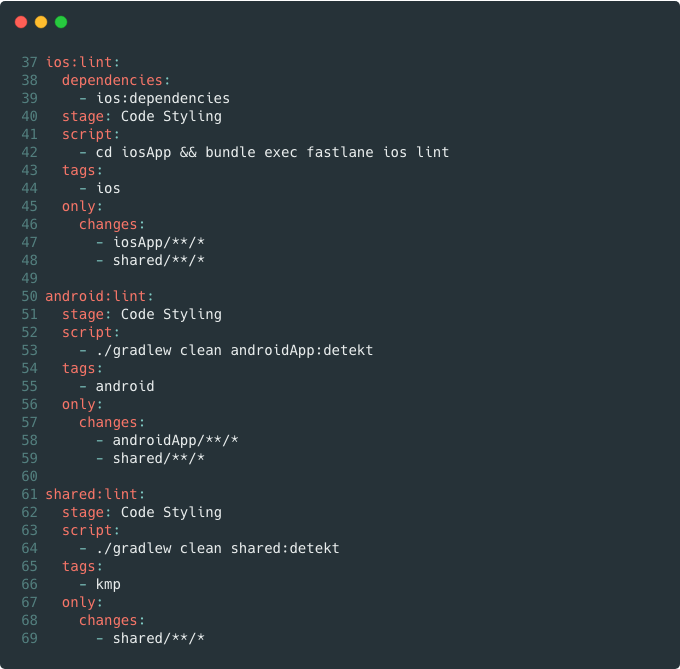 37 ios:lint:
38   dependencies:
39     - ios:dependencies
40   stage: Code Styling
41   script:
42     - cd iosApp && bundle exec fastlane ios lint
43   tags:
44     - ios
45   only:
46     changes:
47       - iosApp/**/*
48       - shared/**/*
49
50 android:lint:
51   stage: Code Styling
52   script:
53     - ./gradlew clean androidApp:detekt
54   tags:
55     - android
56   only:
57     changes:
58       - androidApp/**/*
59       - shared/**/*
60
61 shared:lint:
62   stage: Code Styling
63   script:
64     - ./gradlew clean shared:detekt
65   tags:
66     - kmp
67   only:
68     changes:
69       - shared/**/*